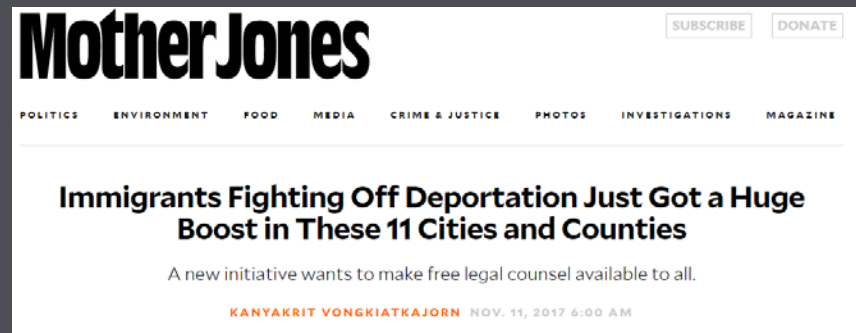 Mother Jones
SUBSCRIBE DONATE
POLITICS ENVIRONMENT FOOD MEDIA CRIME & JUSTICE PHOTOS INVESTIGATIONS MAGAZINE
Immigrants Fighting Off Deportation Just Got a Huge
Boost in These 11 Cities and Counties
A new initiative wants to make free legal counsel available to all.
KANYAKRIT VONGKIATKAJORN NOV. 11, 2017 6:00 AM